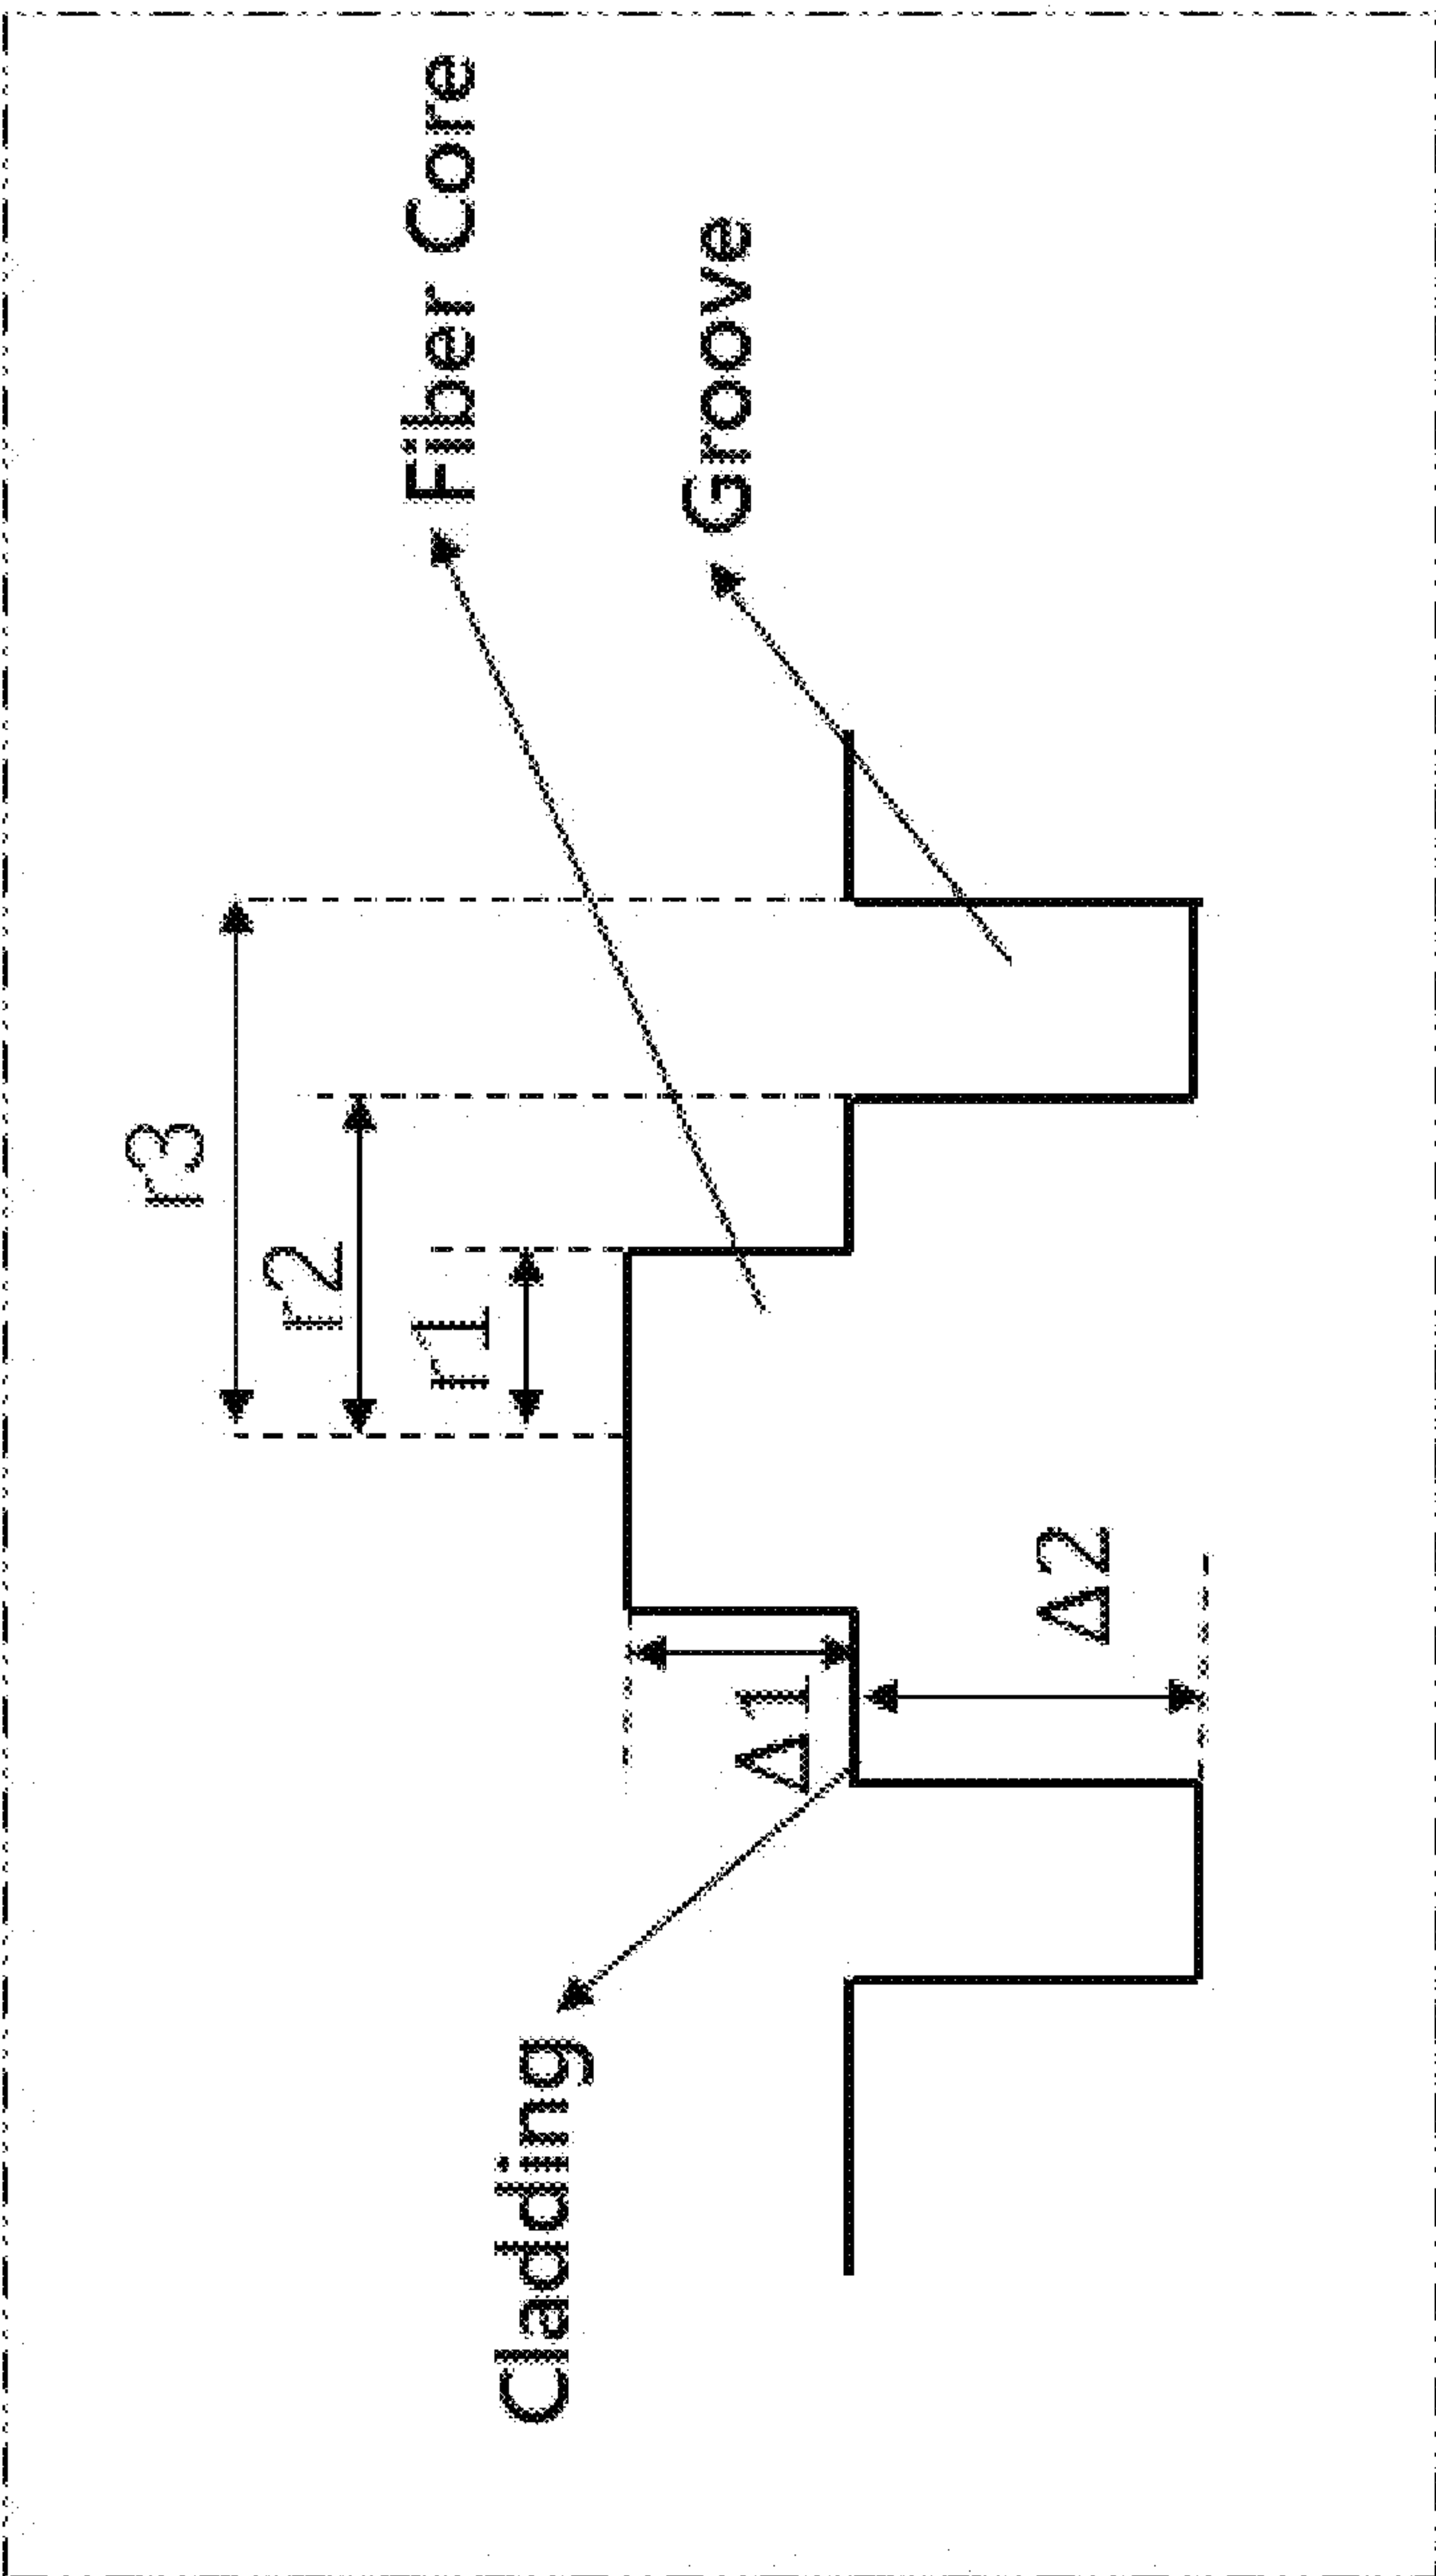 r3
r2
r1
Fiber Core
Groove
Cladding
Δ1
Δ2